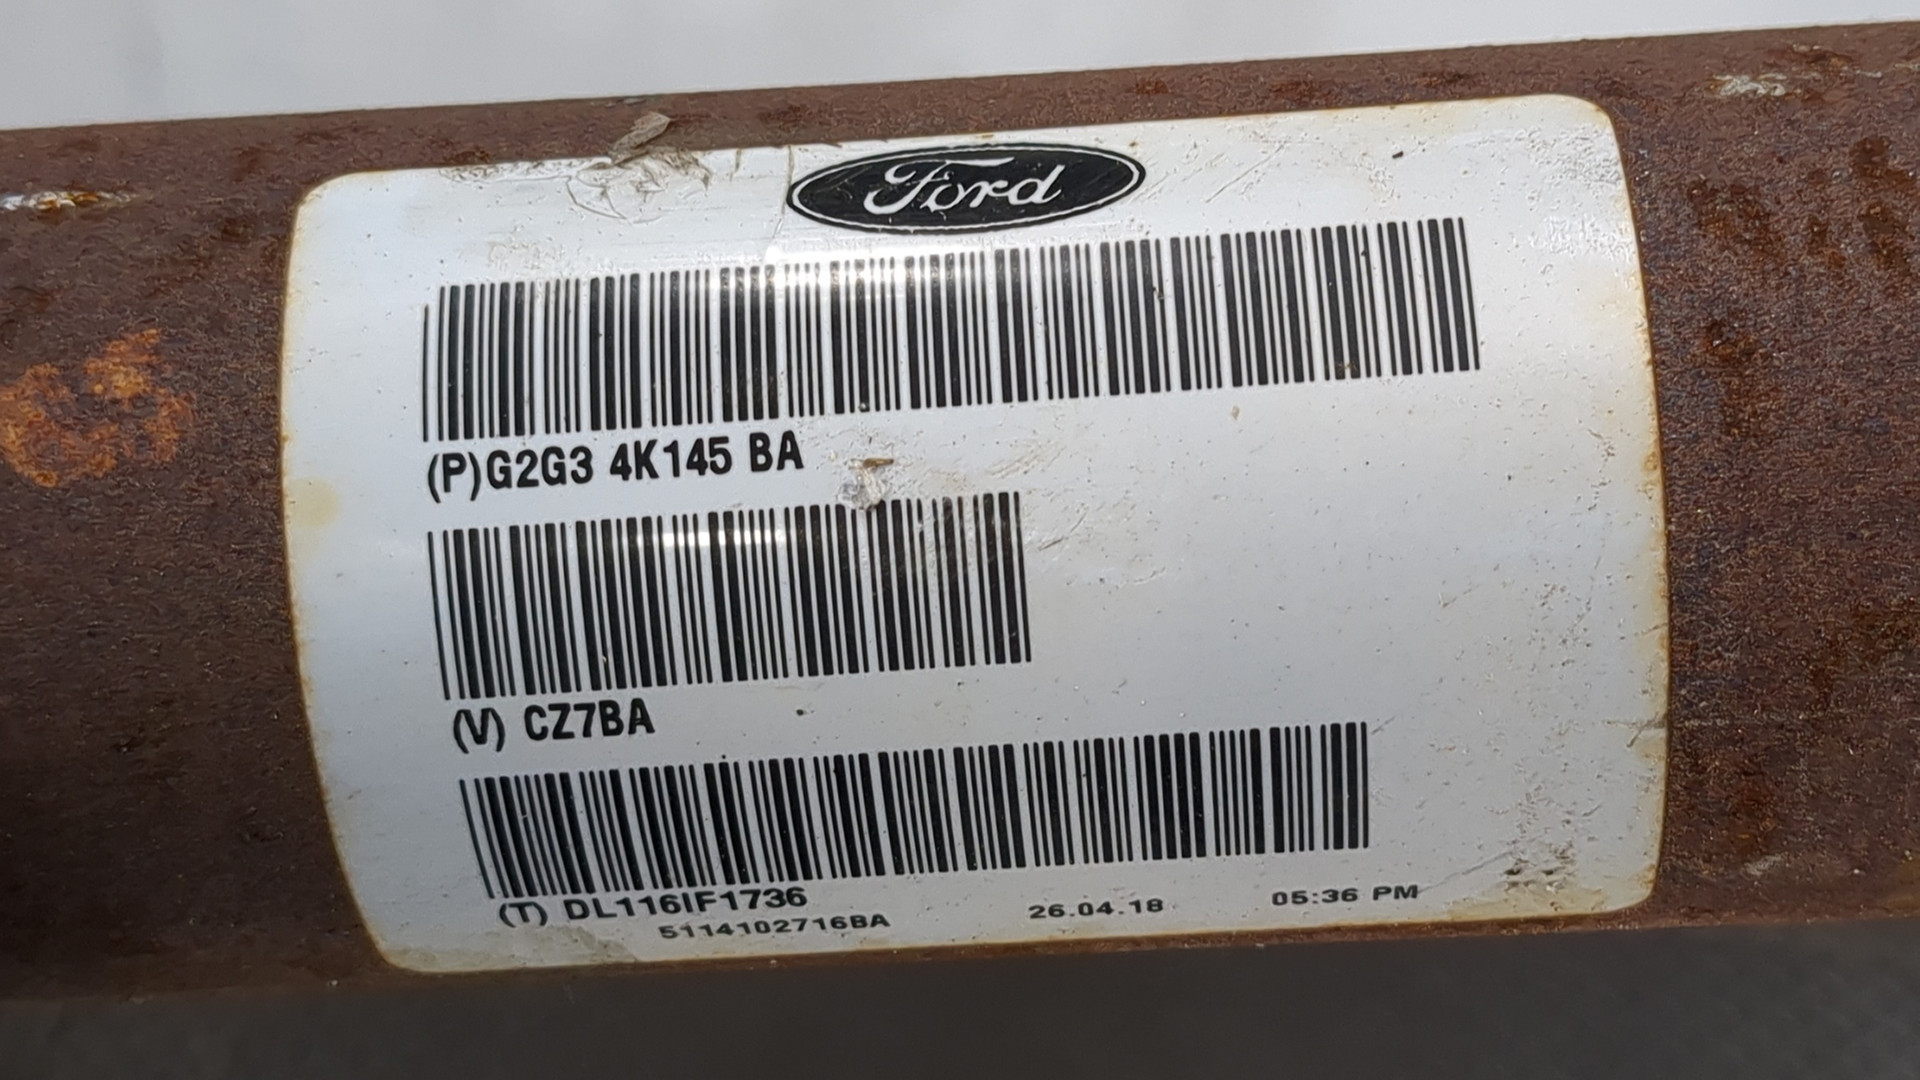 Ford
(P)G2G3 4K145 BA
(V) CZ7BA
(T) DL116IF1736
5114102716BA 26.04.18 05:36 PM